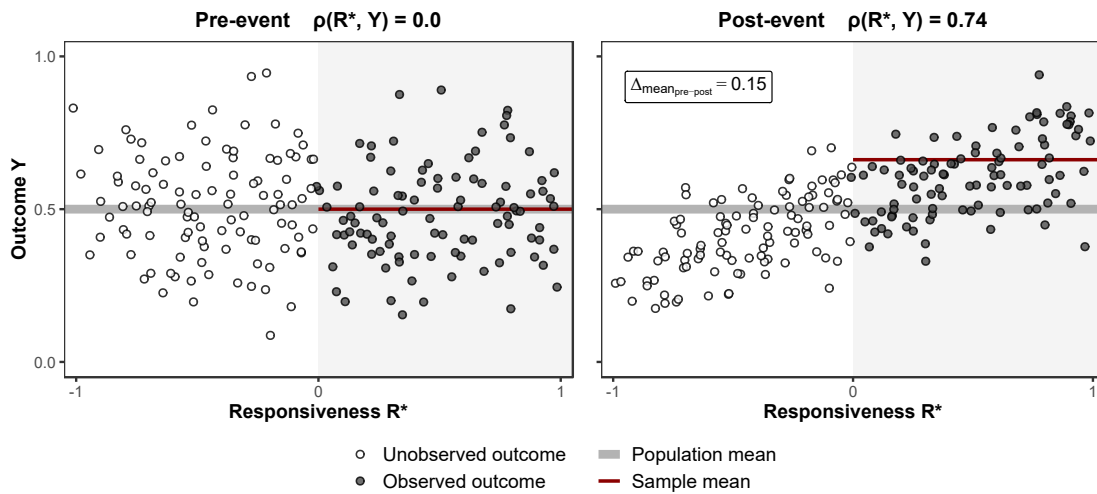 Pre-event ρ(R*, Y) = 0.0
Post-event ρ(R*, Y) = 0.74
Outcome Y
1.0
0.5
0.0
Δmeanpre−post = 0.15
-1 0 1
-1 0 1
Responsiveness R*
Responsiveness R*
Unobserved outcome
Population mean
Observed outcome
Sample mean